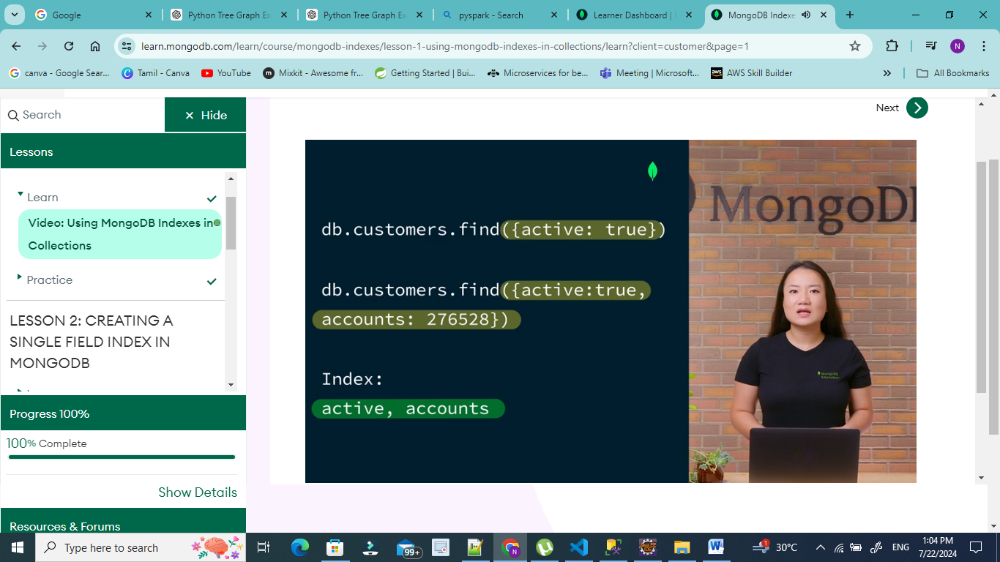 Google
Python Tree Graph Ex
Python Tree Graph Ex
pyspark - Search
Learner Dashboard |
MongoDB Indexe
learn.mongodb.com/learn/course/mongodb-indexes/lesson-1-using-mongodb-indexes-in-collections/learn?client=customer&page=1
N
canva - Google Sear...
Tamil - Canva
YouTube
Mixkit - Awesome fr...
Getting Started | Bui...
Microservices for be...
Meeting | Microsoft...
AWS Skill Builder
All Bookmarks
Search
× Hide
Next
Lessons
Learn
Video: Using MongoDB Indexes in
Collections
Practice
LESSON 2: CREATING A
SINGLE FIELD INDEX IN
MONGODB
Progress 100%
100% Complete
Show Details
Resources & Forums
db.customers.find({active: true})
db.customers.find({active:true,
accounts: 276528})
Index:
active, accounts
MongoDB
MongoDB
Type here to search
99+
1
30°C
ENG
1:04 PM
7/22/2024